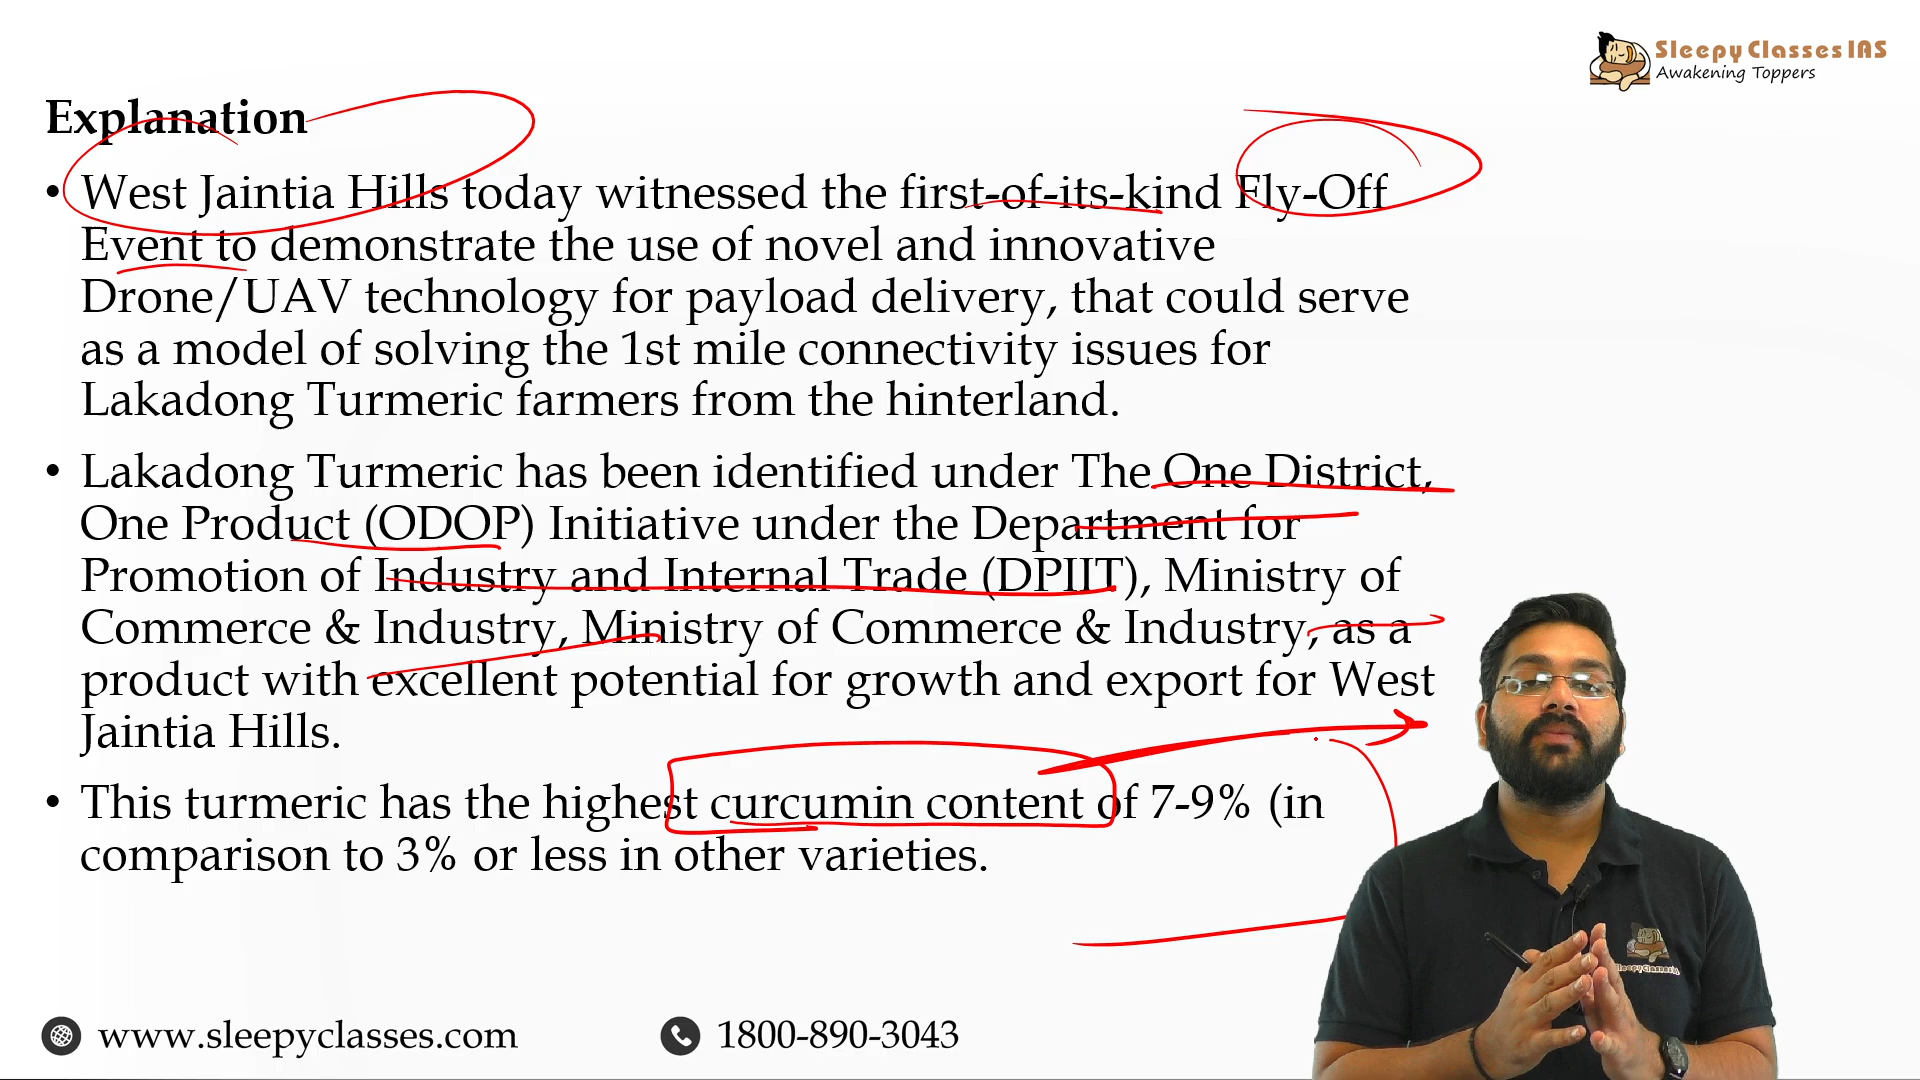 Sleepy Classes IAS
Awakening Toppers
Explanation
• West Jaintia Hills today witnessed the first-of-its-kind Fly-Off
Event to demonstrate the use of novel and innovative
Drone/UAV technology for payload delivery, that could serve
as a model of solving the 1st mile connectivity issues for
Lakadong Turmeric farmers from the hinterland.
• Lakadong Turmeric has been identified under The One District,
One Product (ODOP) Initiative under the Department for
Promotion of Industry and Internal Trade (DPIIT), Ministry of
Commerce & Industry, Ministry of Commerce & Industry, as a
product with excellent potential for growth and export for West
Jaintia Hills.
• This turmeric has the highest curcumin content of 7-9% (in
comparison to 3% or less in other varieties.
SleepyClasses
www.sleepyclasses.com
1800-890-3043